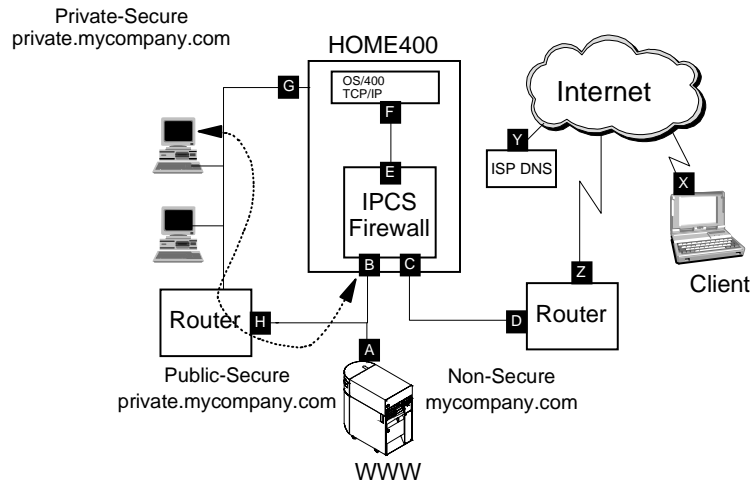 Private-Secure
private.mycompany.com
HOME400
G
OS/400
TCP/IP
F
Internet
Y
ISP DNS
E
X
IPCS
Firewall
B
C
Z
Client
Router
H
D
Router
A
Public-Secure
private.mycompany.com
Non-Secure
mycompany.com
WWW